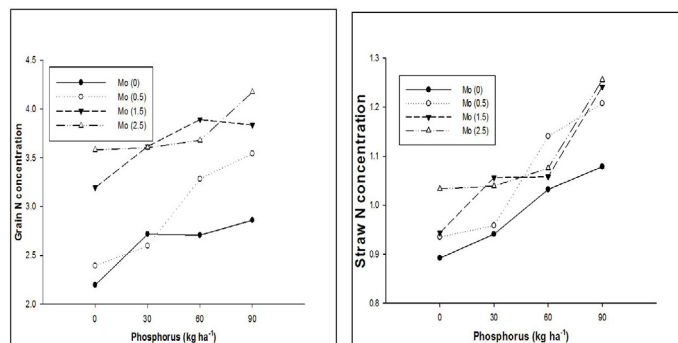 4.5
4.0
3.5
3.0
2.5
2.0
Grain N concentration
Mo (0)
Mo (0.5)
Mo (1.5)
Mo (2.5)
0 30 60 90
Phosphorus (kg ha⁻¹)
1.3
1.2
1.1
1.0
0.9
0.8
Straw N concentration
Mo (0)
Mo (0.5)
Mo (1.5)
Mo (2.5)
0 30 60 90
Phosphorus (kg ha⁻¹)